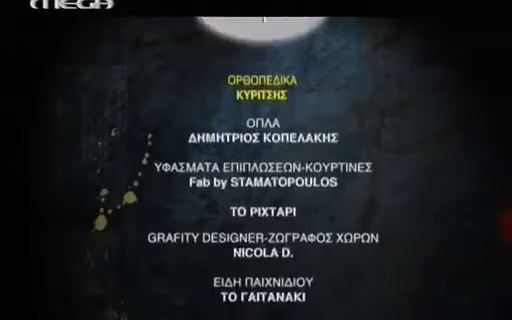 MEGA
ΟΡΘΟΠΕΔΙΚΑ
ΚΥΡΙΤΣΗΣ
ΟΠΛΑ
ΔΗΜΗΤΡΙΟΣ ΚΟΠΕΛΑΚΗΣ
ΥΦΑΣΜΑΤΑ ΕΠΙΠΛΩΣΕΩΝ-ΚΟΥΡΤΙΝΕΣ
Fab by STAMATOPOULOS
ΤΟ ΡΙΧΤΑΡΙ
GRAFITY DESIGNER-ΖΩΓΡΑΦΟΣ ΧΩΡΩΝ
NICOLA D.
ΕΙΔΗ ΠΑΙΧΝΙΔΙΟΥ
ΤΟ ΓΑΙΤΑΝΑΚΙ